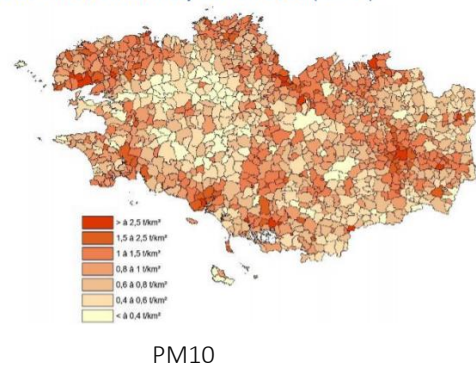 > à 2,5 t/km²
1,5 à 2,5 t/km²
1 à 1,5 t/km²
0,8 à 1 t/km²
0,6 à 0,8 t/km²
0,4 à 0,6 t/km²
< à 0,4 t/km²
PM10